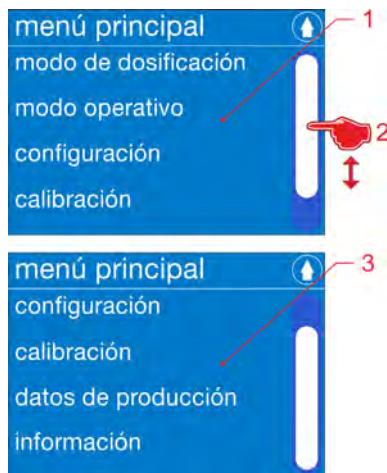 menú principal
1
modo de dosificación
modo operativo
2
configuración
calibración
menú principal
3
configuración
calibración
datos de producción
información